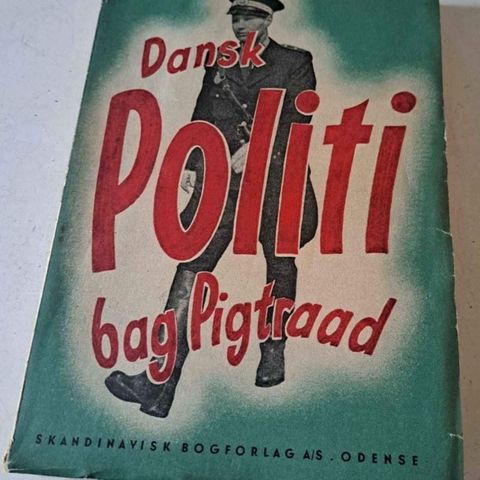 Dansk
Politi
bag Pigtraad
SKANDINAVISK BOGFORLAG A/S . ODENSE